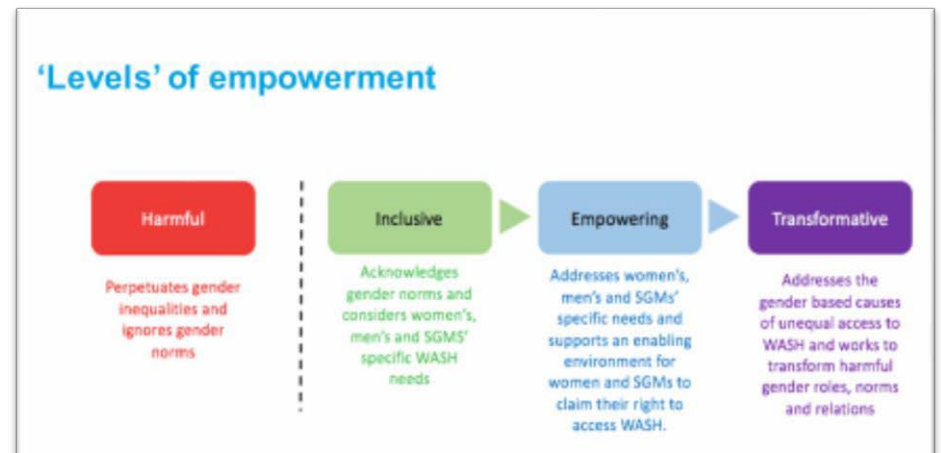 'Levels' of empowerment
Harmful
Perpetuates gender
inequalities and
ignores gender
norms
Inclusive
Acknowledges
gender norms and
considers women's,
men's and SGMS'
specific WASH
needs
Empowering
Addresses women's,
men's and SGMs'
specific needs and
supports an enabling
environment for
women and SGMs to
claim their right to
access WASH.
Transformative
Addresses the
gender based causes
of unequal access to
WASH and works to
transform harmful
gender roles, norms
and relations